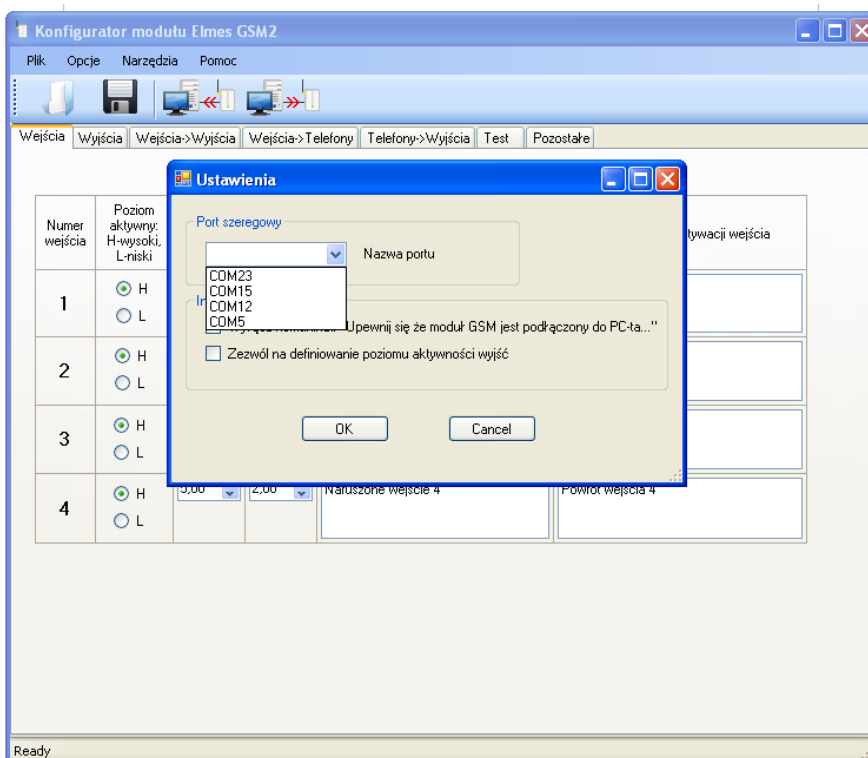 Konfigurator modułu Elmes GSM2
Plik Opcje Narzędzia Pomoc
Wejścia Wyjścia Wejścia->Wyjścia Wejścia->Telefony Telefony->Wyjścia Test Pozostałe
Ustawienia
Numer wejścia
Poziom aktywny: H-wysoki, L-niski
tywacji wejścia
Port szeregowy
Nazwa portu
COM23
COM15
COM12
COM5
In
"Upewnij się że moduł GSM jest podłączony do PC-ta..."
Zezwól na definiowanie poziomu aktywności wyjść
OK Cancel
1 H
L
2 H
L
3 H
L
4 H 5,00 2,00 Naruszone wejście 4 Powrót wejścia 4
L
Ready